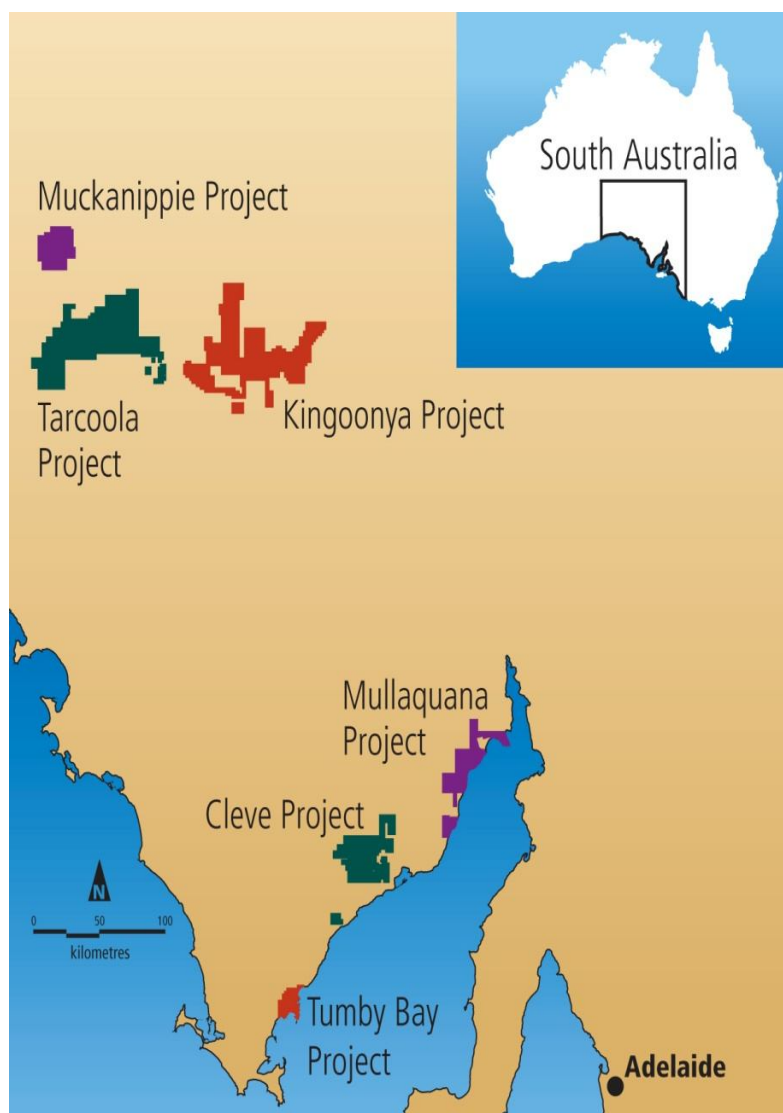 South Australia
Muckanippie Project
Tarcoola
Project
Kingoonya Project
Mullaquana
Project
Cleve Project
N
0 50 100
kilometres
Tumby Bay
Project
Adelaide